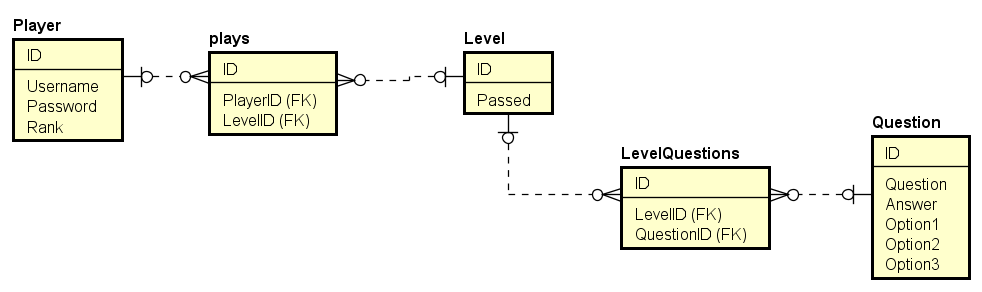 Player
ID
Username
Password
Rank
plays
ID
PlayerID (FK)
LevelID (FK)
Level
ID
Passed
LevelQuestions
ID
LevelID (FK)
QuestionID (FK)
Question
ID
Question
Answer
Option1
Option2
Option3